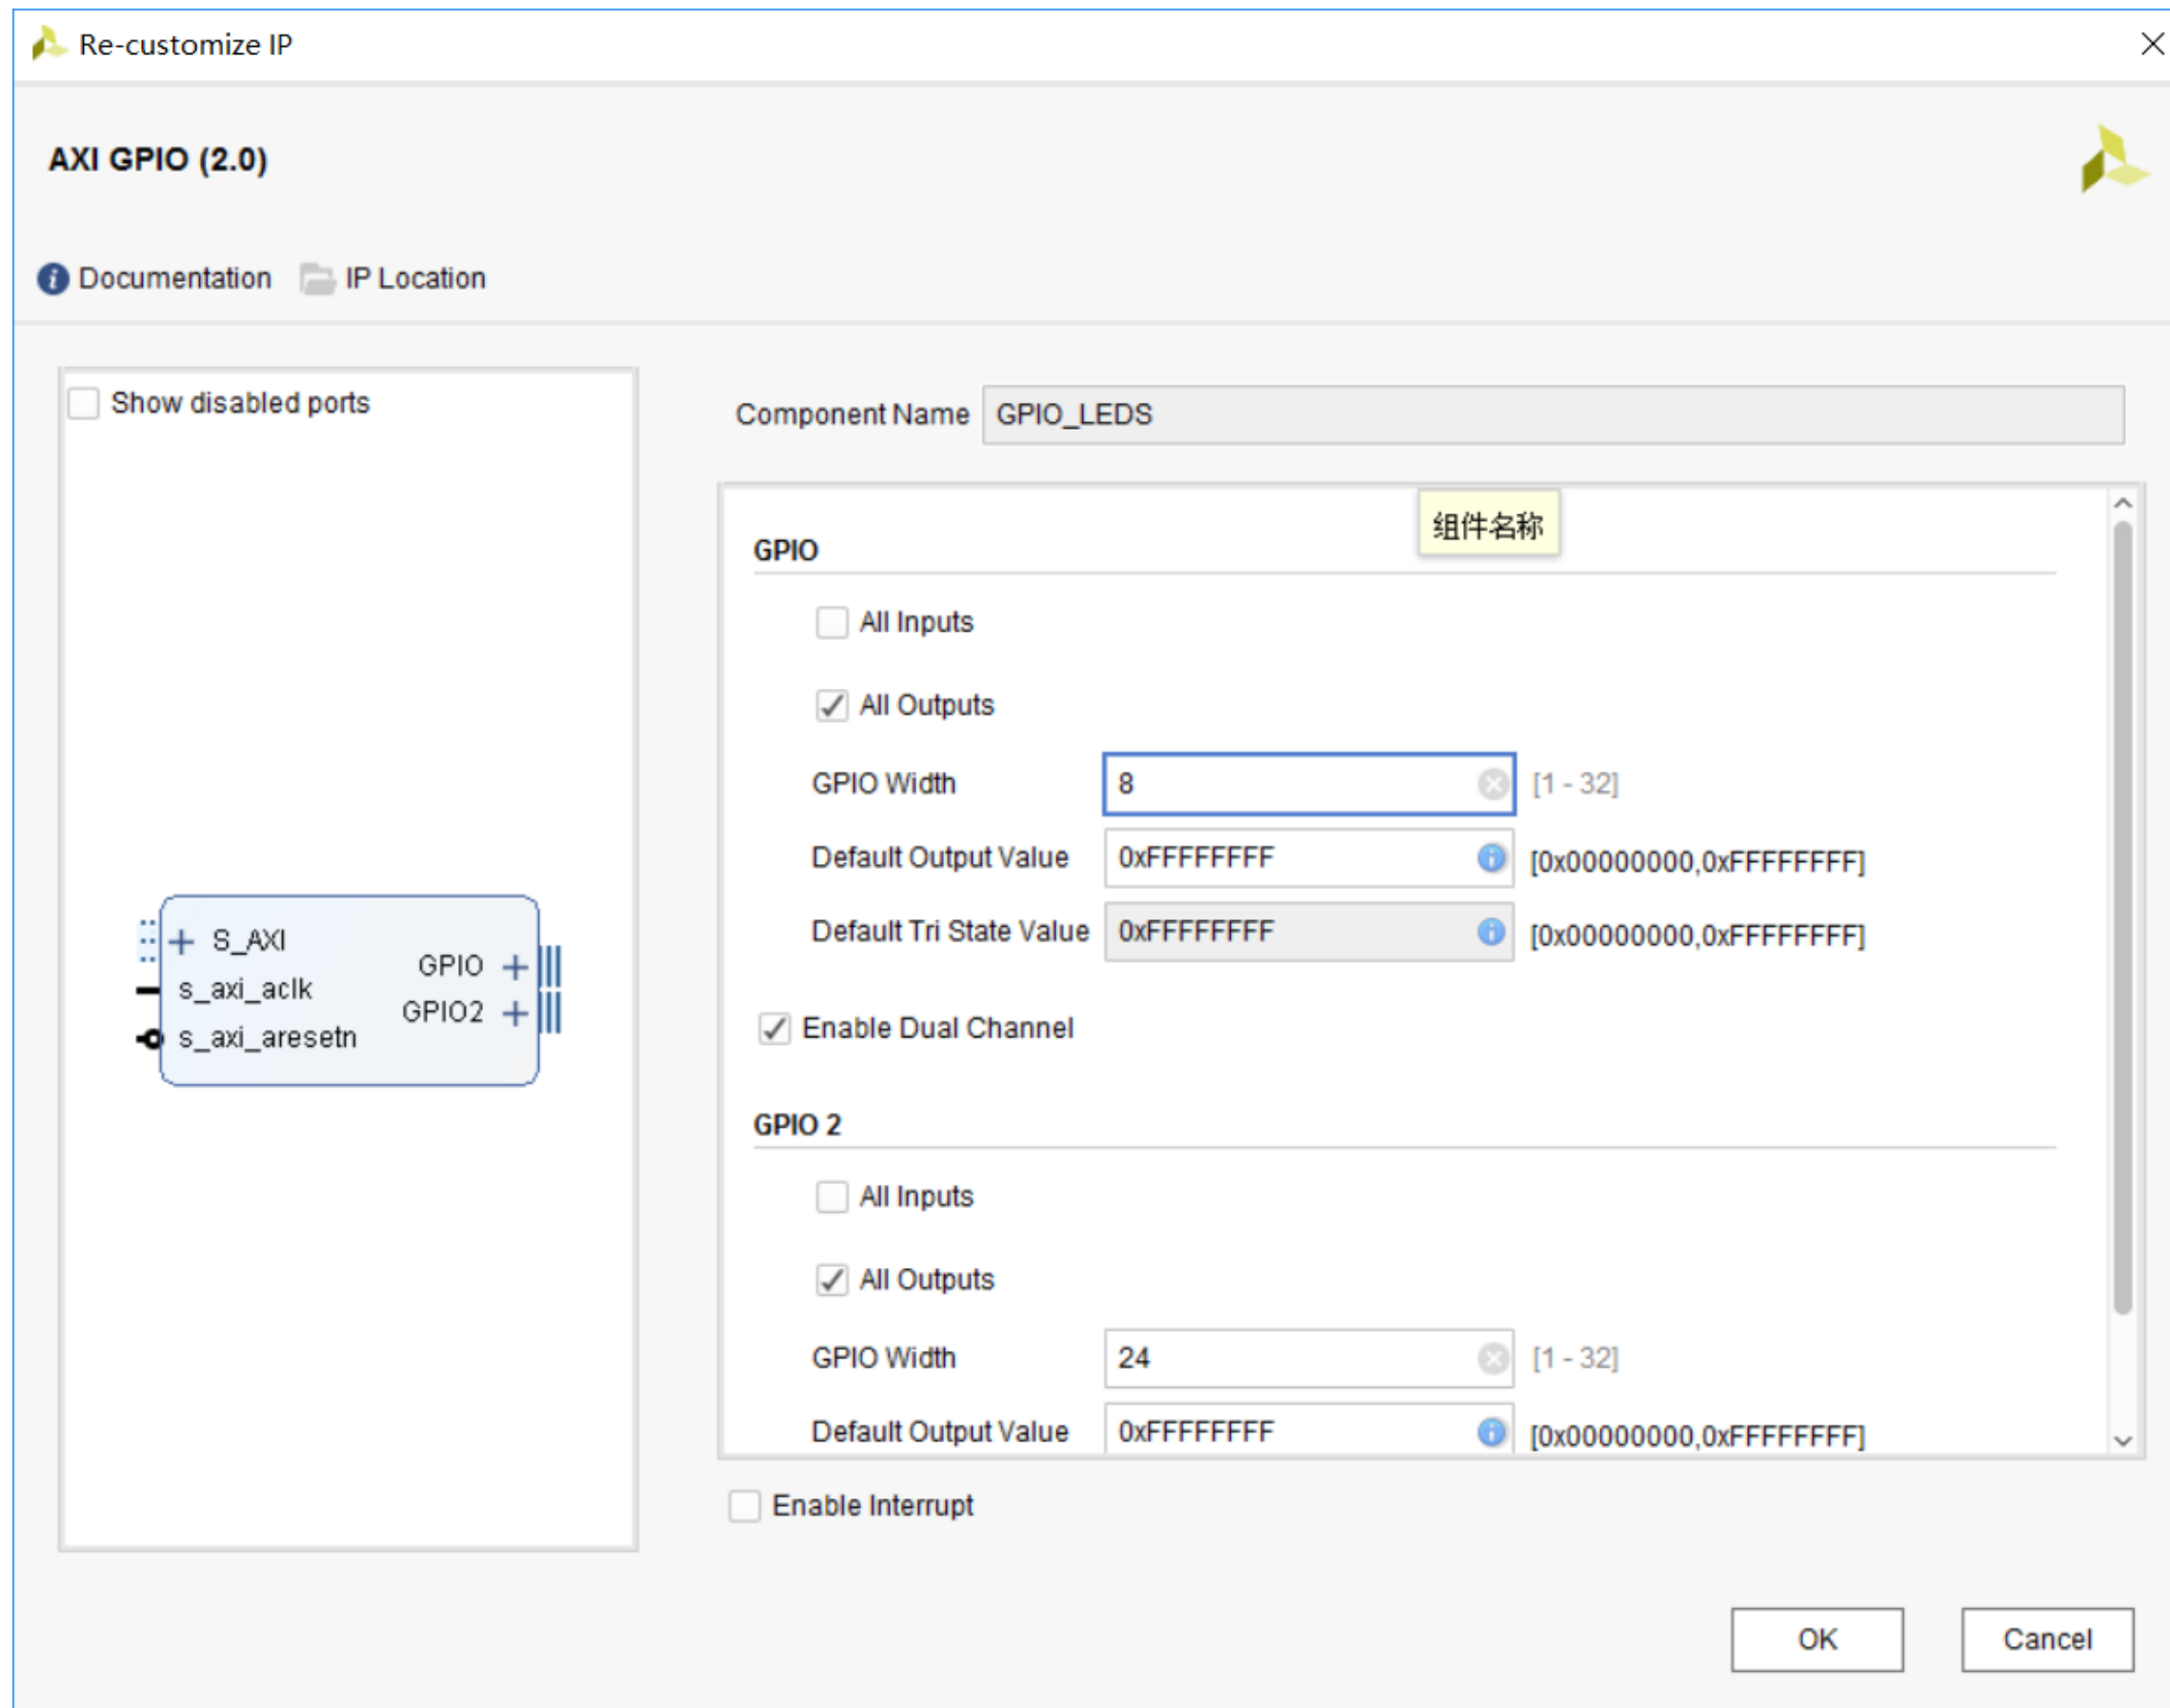 Re-customize IP
AXI GPIO (2.0)
Documentation IP Location
Show disabled ports
S_AXI
s_axi_aclk
s_axi_aresetn
GPIO
GPIO2
Component Name GPIO_LEDS
组件名称
GPIO
All Inputs
All Outputs
GPIO Width 8 [1 - 32]
Default Output Value 0xFFFFFFFF [0x00000000,0xFFFFFFFF]
Default Tri State Value 0xFFFFFFFF [0x00000000,0xFFFFFFFF]
Enable Dual Channel
GPIO 2
All Inputs
All Outputs
GPIO Width 24 [1 - 32]
Default Output Value 0xFFFFFFFF [0x00000000,0xFFFFFFFF]
Enable Interrupt
OK Cancel